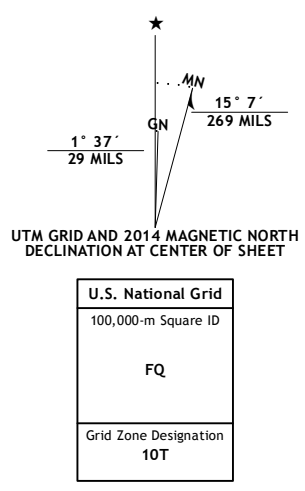 MN
GN
15° 7´
269 MILS
1° 37´
29 MILS
UTM GRID AND 2014 MAGNETIC NORTH
DECLINATION AT CENTER OF SHEET
U.S. National Grid
100,000-m Square ID
FQ
Grid Zone Designation
10T